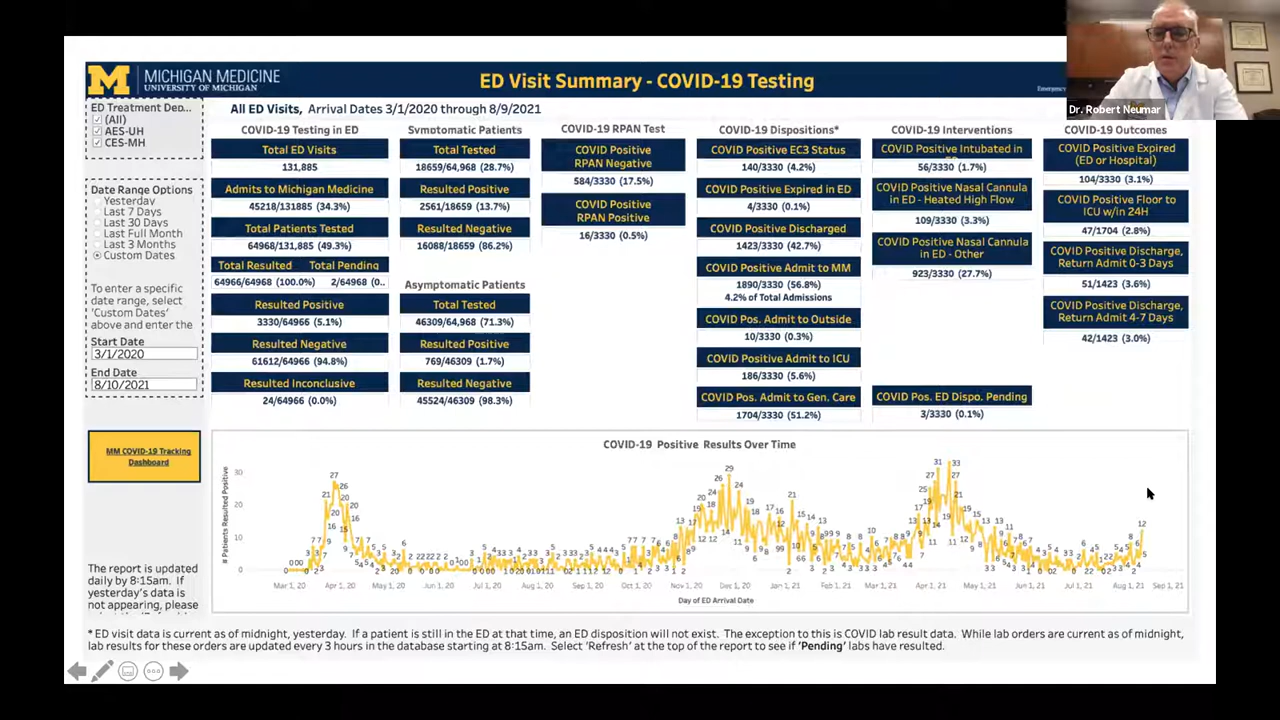 MICHIGAN MEDICINE
UNIVERSITY OF MICHIGAN
ED Visit Summary - COVID-19 Testing
Dr. Robert Neumar
ED Treatment Dep...
(All)
AES-UH
CES-MH
Date Range Options
Yesterday
Last 7 Days
Last 30 Days
Last Full Month
Last 3 Months
Custom Dates
To enter a specific
date range, select
'Custom Dates'
above and enter the
Start Date
3/1/2020
End Date
8/10/2021
MM COVID-19 Tracking
Dashboard
The report is updated
daily by 8:15am. If
yesterday's data is
not appearing, please
All ED Visits, Arrival Dates 3/1/2020 through 8/9/2021
COVID-19 Testing in ED
Total ED Visits
131,885
Admits to Michigan Medicine
45218/131885 (34.3%)
Total Patients Tested
64968/131,885 (49.3%)
Total Resulted Total Pending
64966/64968 (100.0%) 2/64968 (0..
Resulted Positive
3330/64966 (5.1%)
Resulted Negative
61612/64966 (94.8%)
Resulted Inconclusive
24/64966 (0.0%)
Symptomatic Patients
Total Tested
18659/64,968 (28.7%)
Resulted Positive
2561/18659 (13.7%)
Resulted Negative
16088/18659 (86.2%)
Asymptomatic Patients
Total Tested
46309/64,968 (71.3%)
Resulted Positive
769/46309 (1.7%)
Resulted Negative
45524/46309 (98.3%)
COVID-19 RPAN Test
COVID Positive
RPAN Negative
584/3330 (17.5%)
COVID Positive
RPAN Positive
16/3330 (0.5%)
COVID-19 Dispositions*
COVID Positive EC3 Status
140/3330 (4.2%)
COVID Positive Expired in ED
4/3330 (0.1%)
COVID Positive Discharged
1423/3330 (42.7%)
COVID Positive Admit to MM
1890/3330 (56.8%)
4.2% of Total Admissions
COVID Pos. Admit to Outside
10/3330 (0.3%)
COVID Positive Admit to ICU
186/3330 (5.6%)
COVID Pos. Admit to Gen. Care
1704/3330 (51.2%)
COVID-19 Interventions
COVID Positive Intubated in
56/3330 (1.7%)
COVID Positive Nasal Cannula
in ED - Heated High Flow
109/3330 (3.3%)
COVID Positive Nasal Cannula
in ED - Other
923/3330 (27.7%)
COVID Pos. ED Dispo. Pending
3/3330 (0.1%)
COVID-19 Outcomes
COVID Positive Expired
(ED or Hospital)
104/3330 (3.1%)
COVID Positive Floor to
ICU w/in 24H
47/1704 (2.8%)
COVID Positive Discharge,
Return Admit 0-3 Days
51/1423 (3.6%)
COVID Positive Discharge,
Return Admit 4-7 Days
42/1423 (3.0%)
COVID-19 Positive Results Over Time
# Patients Resulted Positive
30
20
10
0
Mar 1, 20 Apr 1, 20 May 1, 20 Jun 1, 20 Jul 1, 20 Aug 1, 20 Sep 1, 20 Oct 1, 20 Nov 1, 20 Dec 1, 20 Jan 1, 21 Feb 1, 21 Mar 1, 21 Apr 1, 21 May 1, 21 Jun 1, 21 Jul 1, 21 Aug 1, 21 Sep 1, 21
Day of ED Arrival Date
* ED visit data is current as of midnight, yesterday. If a patient is still in the ED at that time, an ED disposition will not exist. The exception to this is COVID lab result data. While lab orders are current as of midnight,
lab results for these orders are updated every 3 hours in the database starting at 8:15am. Select 'Refresh' at the top of the report to see if 'Pending' labs have resulted.